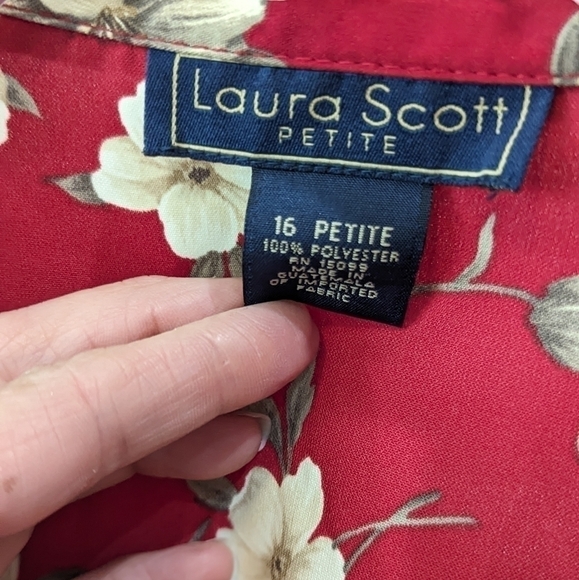 Laura Scott
PETITE
16 PETITE
100% POLYESTER
RN 15099
MADE IN
GUATEMALA
OF IMPORTED
FABRIC